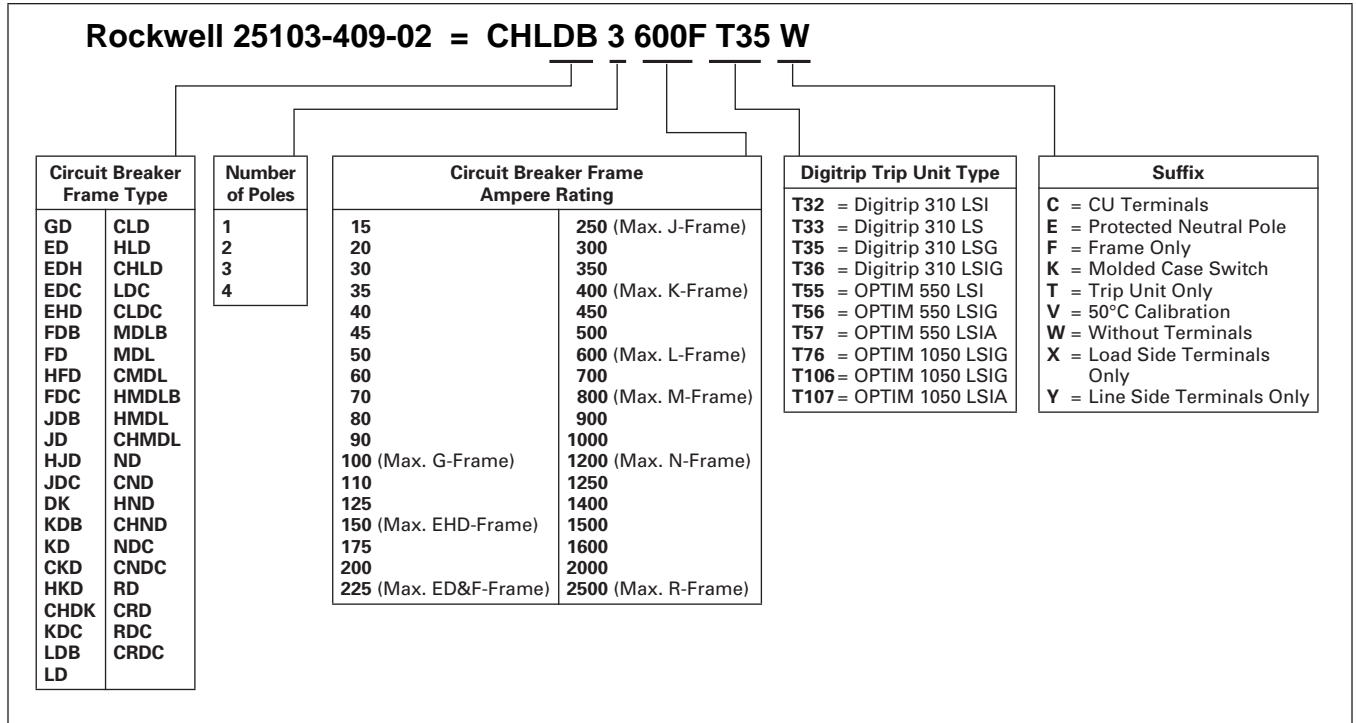 Rockwell 25103-409-02 = CHLDB 3 600F T35 W
Circuit Breaker
Frame Type
GD CLD
ED HLD
EDH CHLD
EDC LDC
EHD CLDC
FDB MDLB
FD MDL
HFD CMDL
FDC HMDLB
JDB HMDL
JD CHMDL
HJD ND
JDC CND
DK HND
KDB CHND
KD NDC
CKD CNDC
HKD RD
CHDK CRD
KDC RDC
LDB CRDC
LD
Number
of Poles
1
2
3
4
Circuit Breaker Frame
Ampere Rating
15 250 (Max. J-Frame)
20 300
30 350
35 400 (Max. K-Frame)
40 450
45 500
50 600 (Max. L-Frame)
60 700
70 800 (Max. M-Frame)
80 900
90 1000
100 (Max. G-Frame) 1200 (Max. N-Frame)
110 1250
125 1400
150 (Max. EHD-Frame) 1500
175 1600
200 2000
225 (Max. ED&F-Frame) 2500 (Max. R-Frame)
Digitrip Trip Unit Type
T32 = Digitrip 310 LSI
T33 = Digitrip 310 LS
T35 = Digitrip 310 LSG
T36 = Digitrip 310 LSIG
T55 = OPTIM 550 LSI
T56 = OPTIM 550 LSIG
T57 = OPTIM 550 LSIA
T76 = OPTIM 1050 LSIG
T106 = OPTIM 1050 LSIG
T107 = OPTIM 1050 LSIA
Suffix
C = CU Terminals
E = Protected Neutral Pole
F = Frame Only
K = Molded Case Switch
T = Trip Unit Only
V = 50°C Calibration
W = Without Terminals
X = Load Side Terminals
Only
Y = Line Side Terminals Only